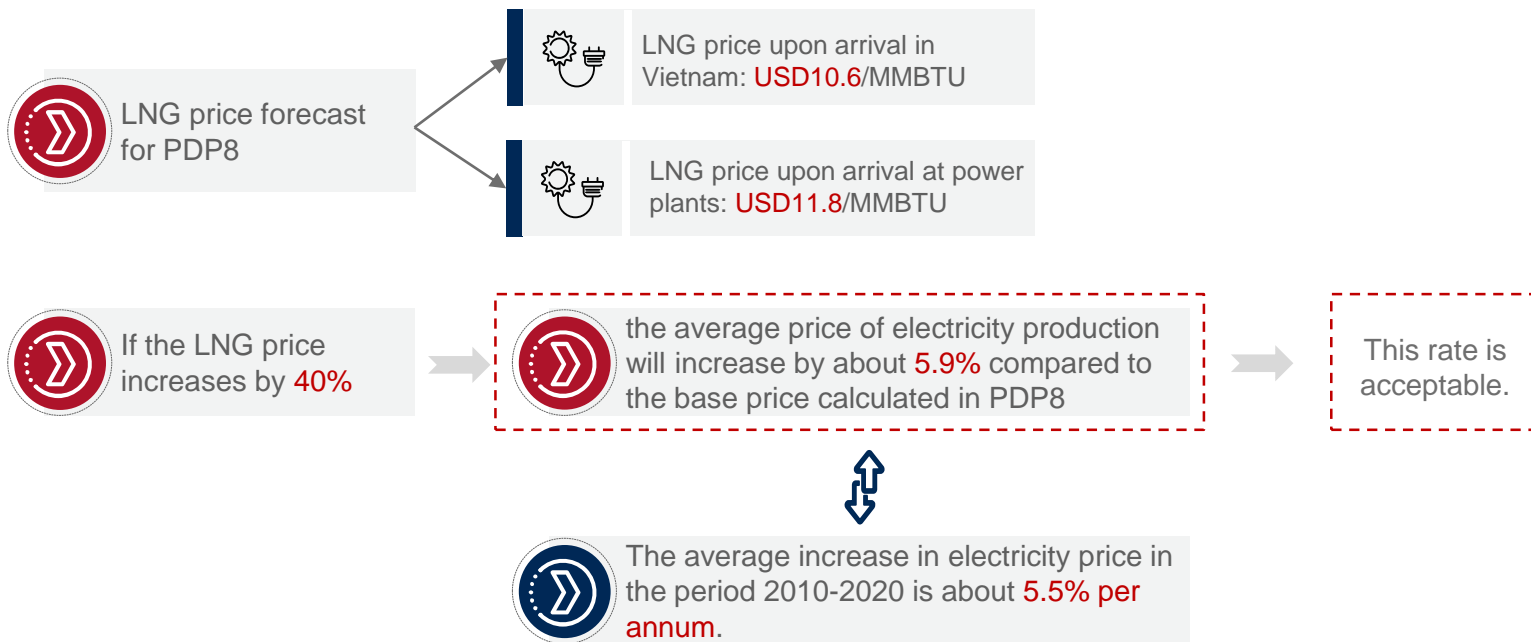 LNG price forecast
for PDP8
LNG price upon arrival in
Vietnam: USD10.6/MMBTU
LNG price upon arrival at power
plants: USD11.8/MMBTU
If the LNG price
increases by 40%
the average price of electricity production
will increase by about 5.9% compared to
the base price calculated in PDP8
This rate is
acceptable.
The average increase in electricity price in
the period 2010-2020 is about 5.5% per
annum.